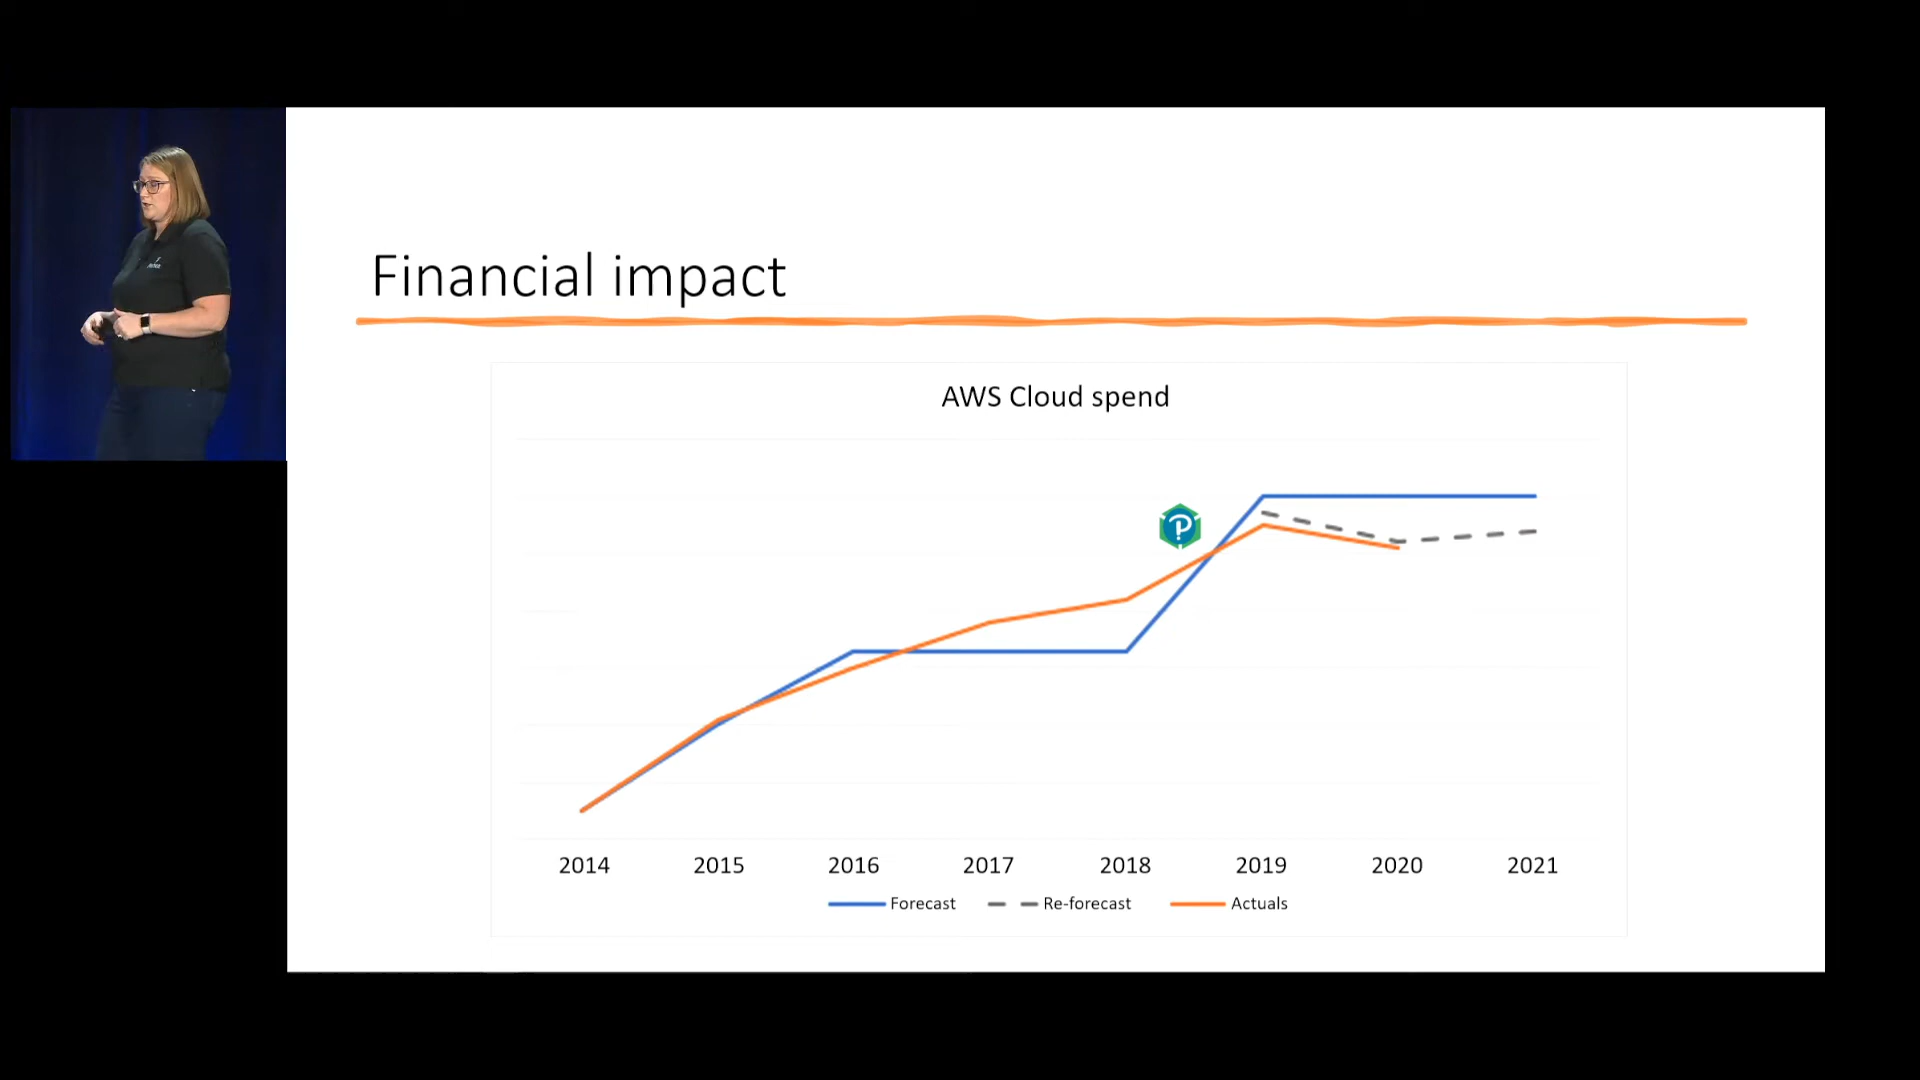 Financial impact
AWS Cloud spend
P
2014 2015 2016 2017 2018 2019 2020 2021
Forecast Re-forecast Actuals